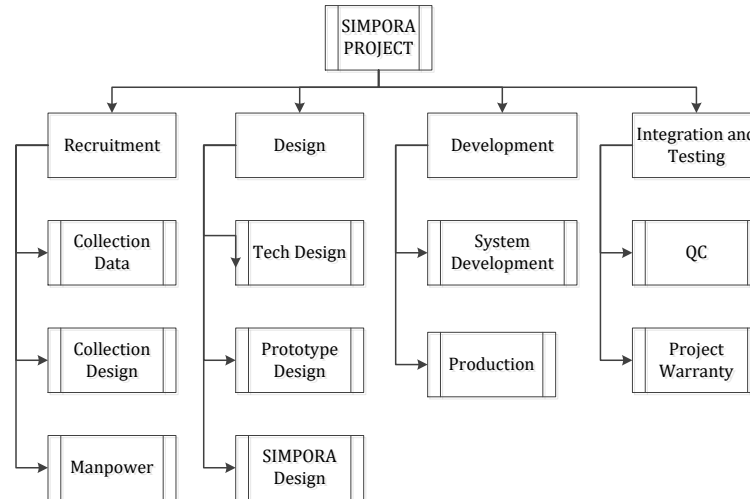 SIMPORA
PROJECT
Recruitment
Design
Development
Integration and
Testing
Collection
Data
Tech Design
System
Development
QC
Collection
Design
Prototype
Design
Production
Project
Warranty
Manpower
SIMPORA
Design